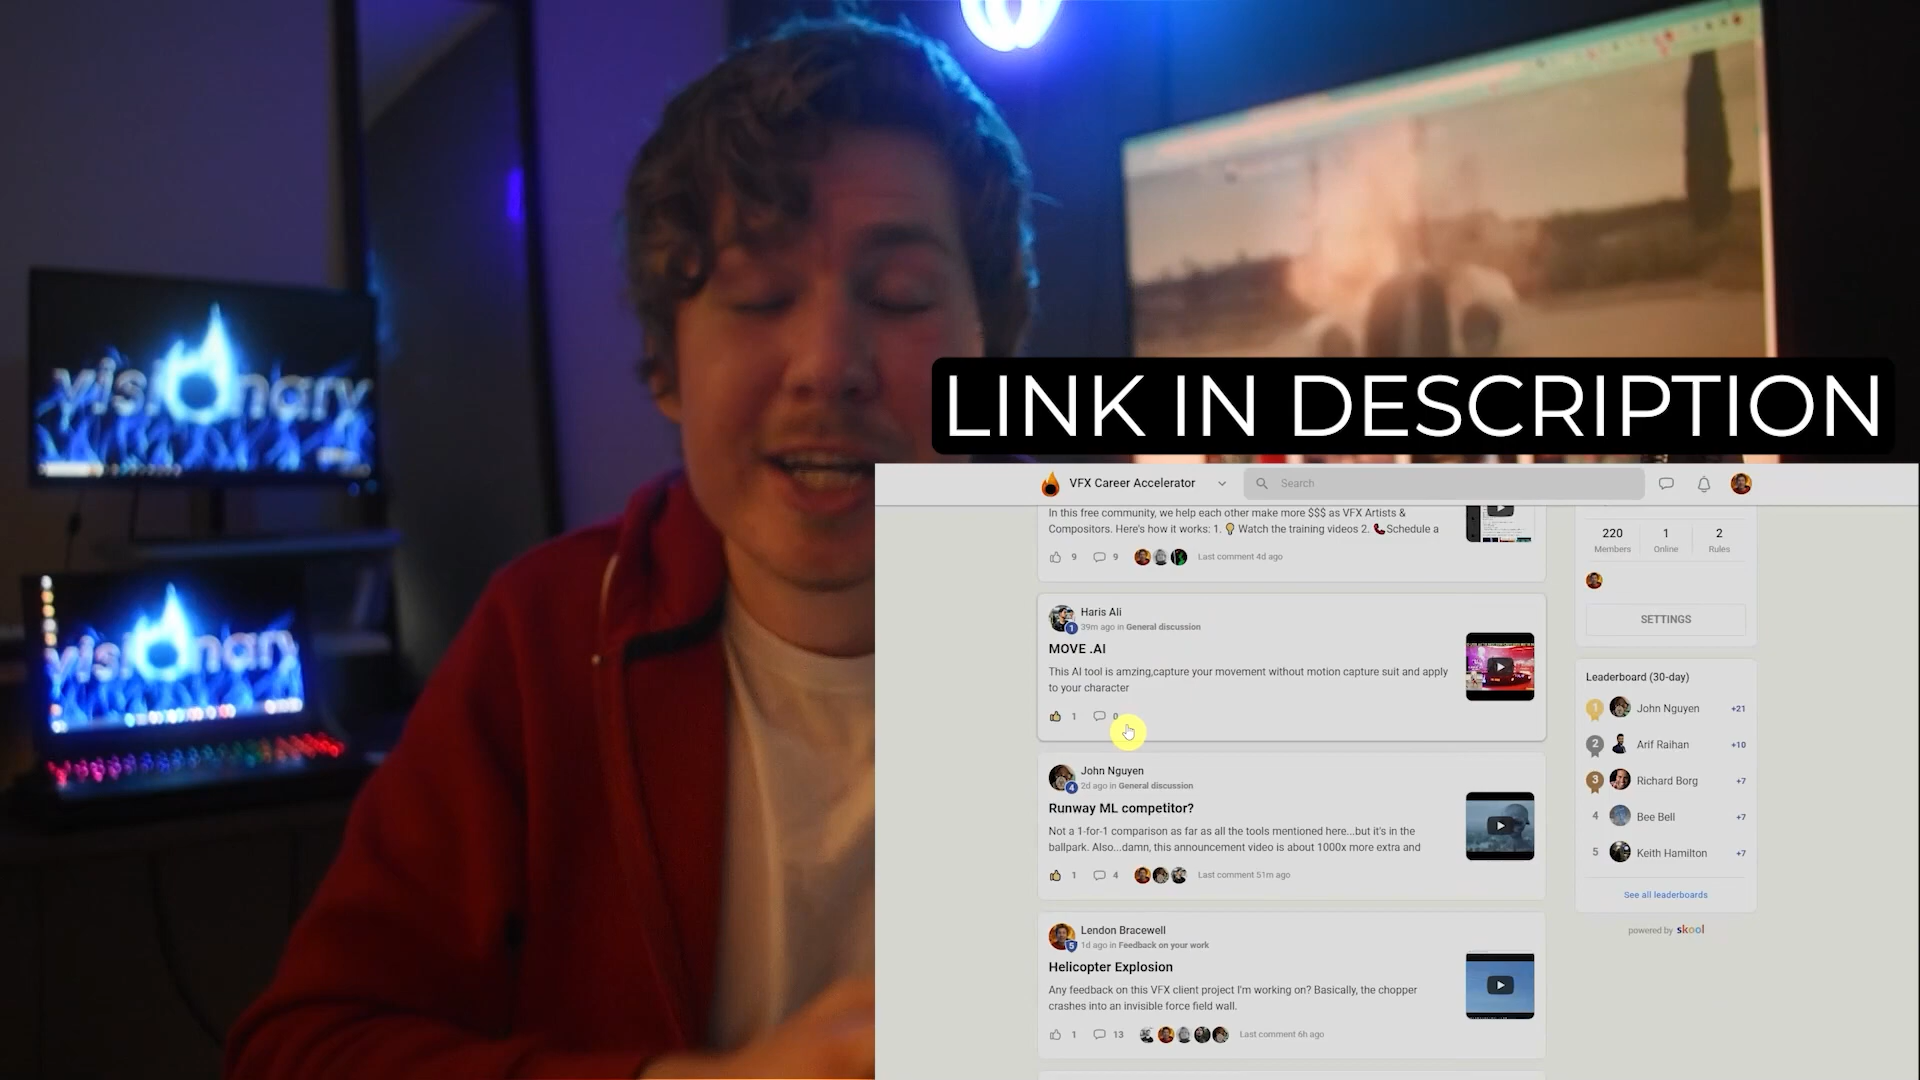 visionary
visionary
LINK IN DESCRIPTION
VFX Career Accelerator
Search
In this free community, we help each other make more $$$ as VFX Artists &
Compositors. Here's how it works: 1. 💡 Watch the training videos 2. 📞Schedule a
9
9
Last comment 4d ago
Haris Ali
1
39m ago in General discussion
MOVE .AI
This AI tool is amzing,capture your movement without motion capture suit and apply
to your character
1
0
John Nguyen
4
2d ago in General discussion
Runway ML competitor?
Not a 1-for-1 comparison as far as all the tools mentioned here...but it's in the
ballpark. Also...damn, this announcement video is about 1000x more extra and
1
4
Last comment 51m ago
Lendon Bracewell
5
1d ago in Feedback on your work
Helicopter Explosion
Any feedback on this VFX client project I'm working on? Basically, the chopper
crashes into an invisible force field wall.
1
13
Last comment 6h ago
220
1
2
Members
Online
Rules
SETTINGS
Leaderboard (30-day)
1
John Nguyen
+21
2
Arif Raihan
+10
3
Richard Borg
+7
4
Bee Bell
+7
5
Keith Hamilton
+7
See all leaderboards
powered by skool